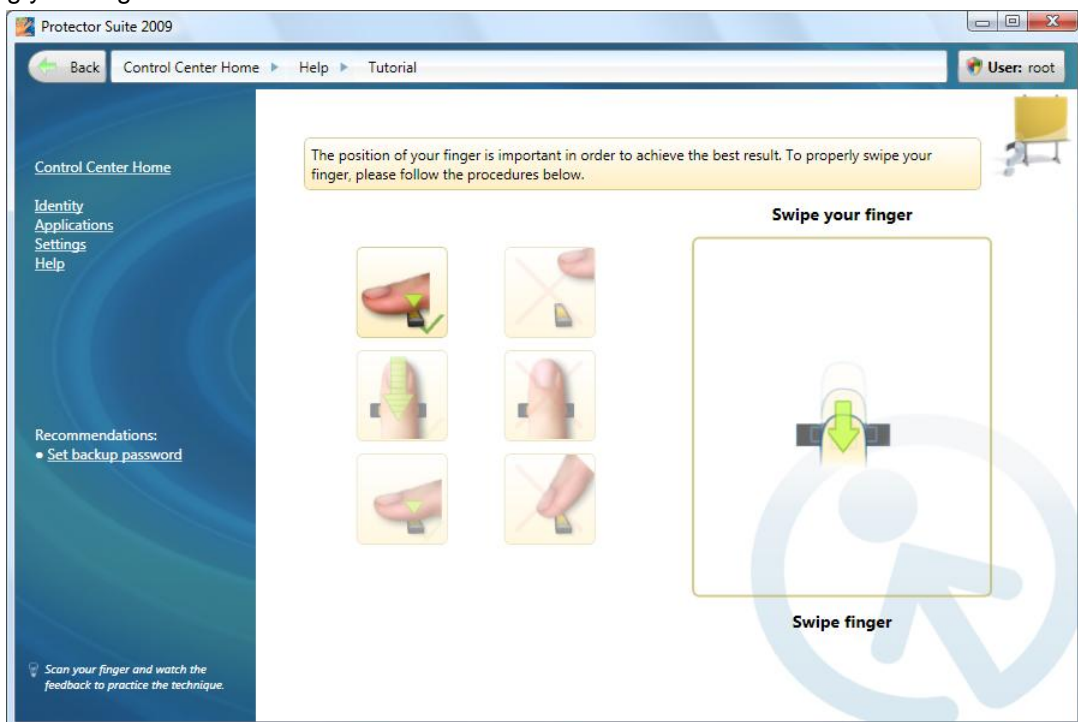 Protector Suite 2009
Back Control Center Home Help Tutorial User: root
The position of your finger is important in order to achieve the best result. To properly swipe your
finger, please follow the procedures below.
Control Center Home
Identity
Applications
Settings
Help
Swipe your finger
Recommendations:
• Set backup password
Swipe finger
Scan your finger and watch the
feedback to practice the technique.